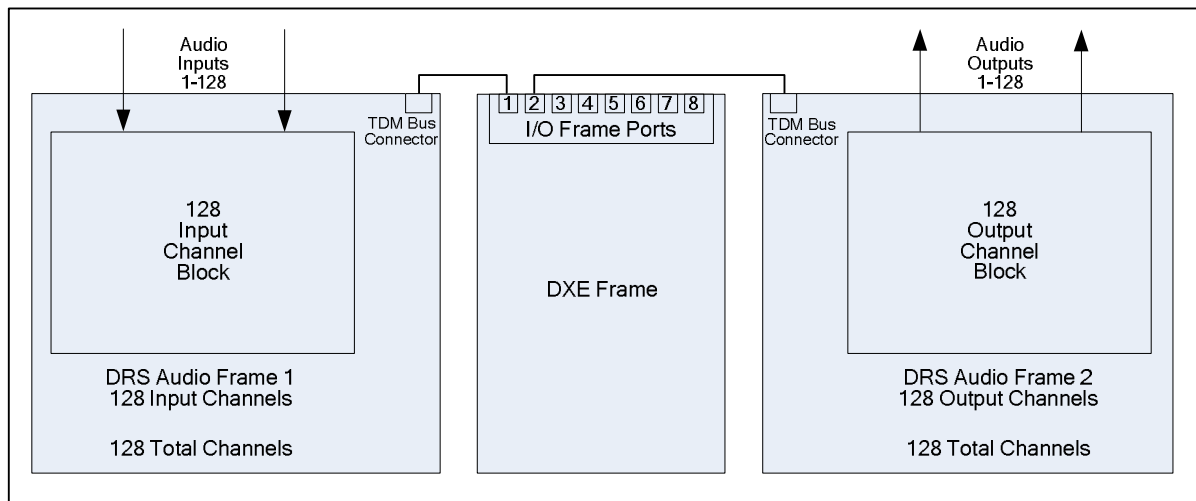 Audio
Inputs
1-128
TDM Bus
Connector
128
Input
Channel
Block
DRS Audio Frame 1
128 Input Channels
128 Total Channels
1 2 3 4 5 6 7 8
I/O Frame Ports
DXE Frame
Audio
Outputs
1-128
TDM Bus
Connector
128
Output
Channel
Block
DRS Audio Frame 2
128 Output Channels
128 Total Channels